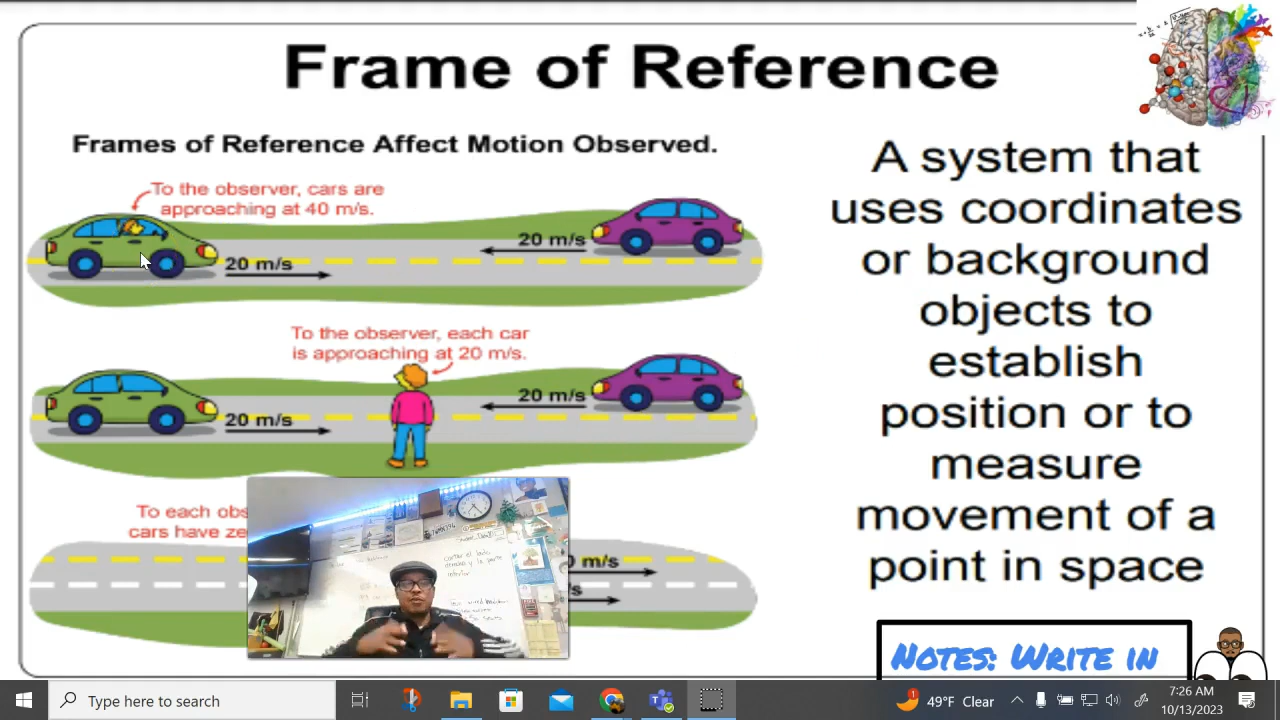 Frame of Reference
Frames of Reference Affect Motion Observed.
To the observer, cars are
approaching at 40 m/s.
20 m/s
20 m/s
To the observer, each car
is approaching at 20 m/s.
20 m/s
20 m/s
To each obs
cars have ze
0 m/s
/s
A system that
uses coordinates
or background
objects to
establish
position or to
measure
movement of a
point in space
Notes: Write in
Type here to search
1
49°F Clear
7:26 AM
10/13/2023